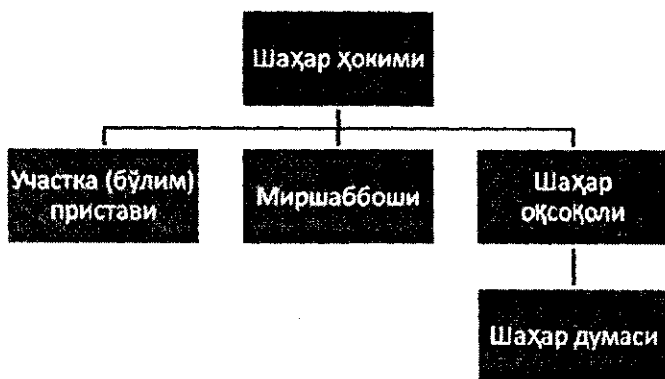 Шаҳар ҳокими
Участка (бўлим)
пристави
Миршаббоши
Шаҳар
оқсоқоли
Шаҳар думаси